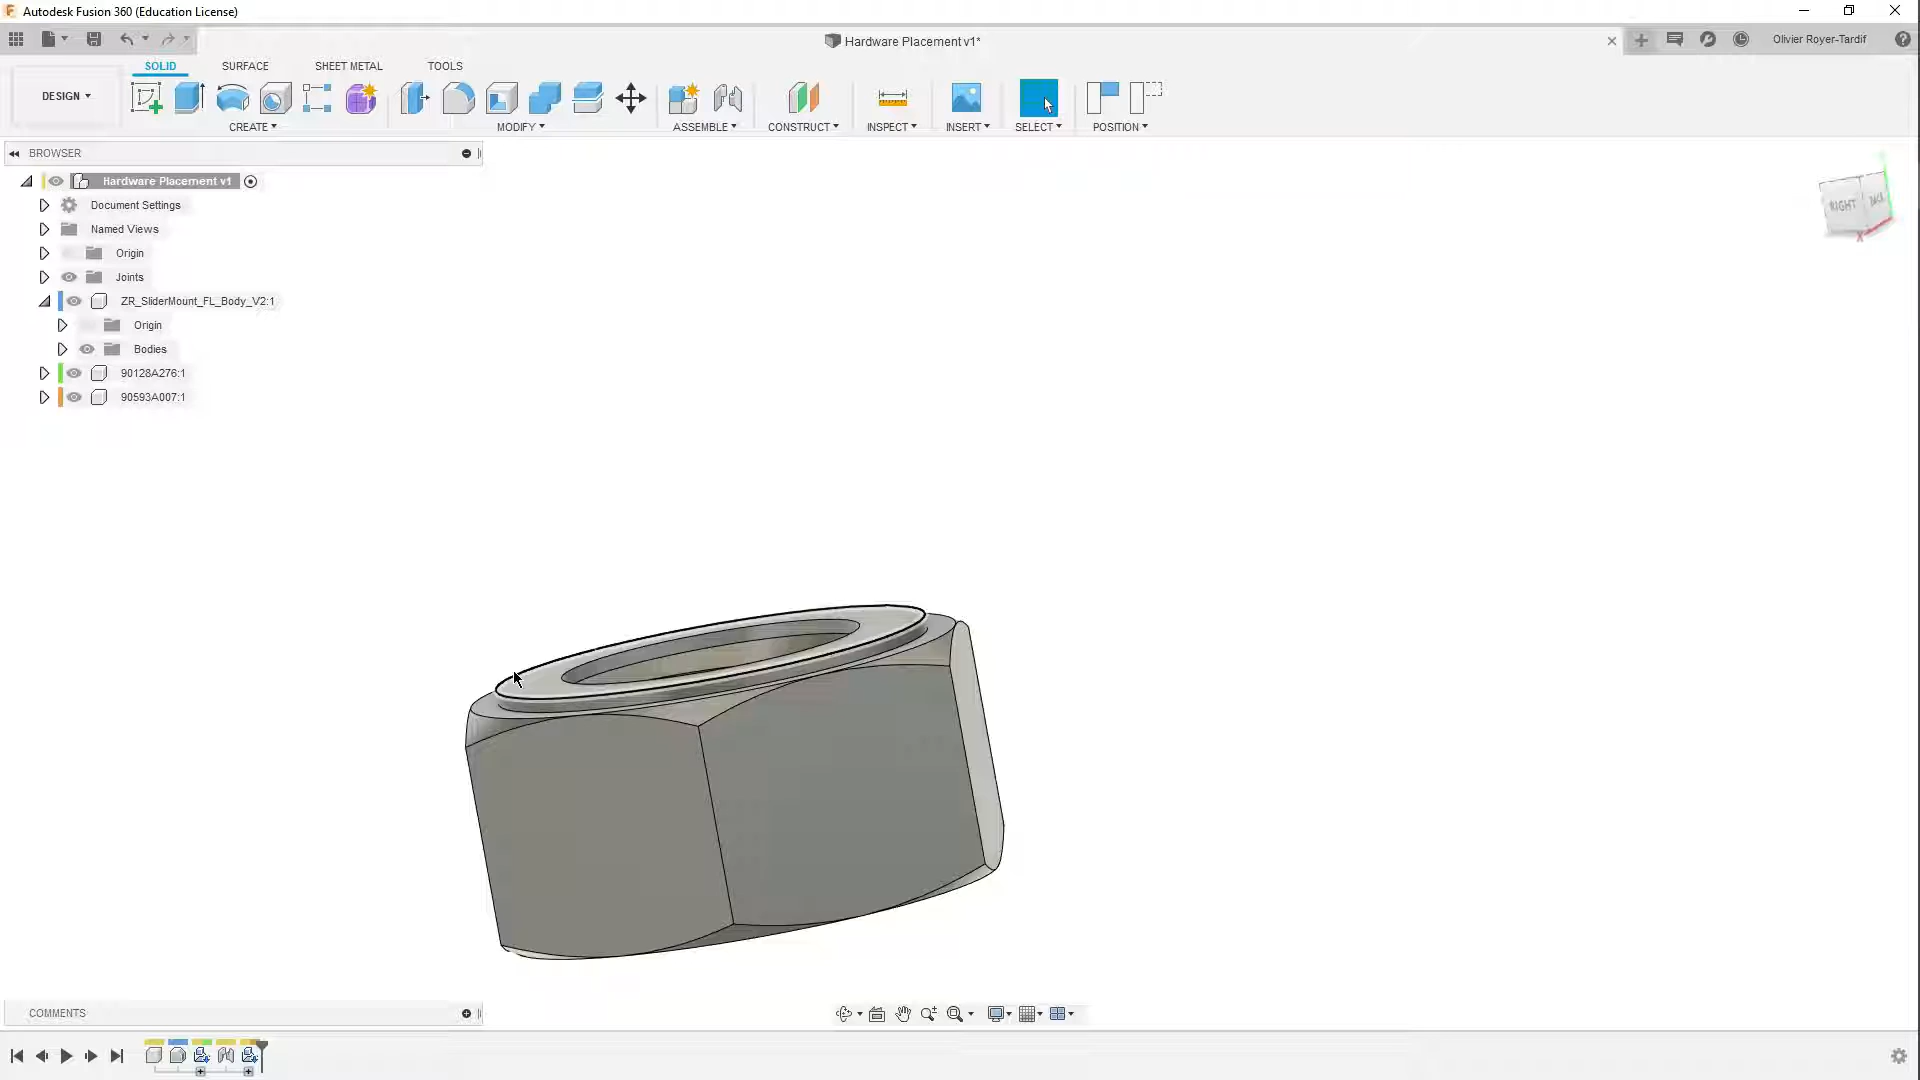 Autodesk Fusion 360 (Education License)
Hardware Placement v1*
Olivier Royer-Tardif
SOLID SURFACE SHEET METAL TOOLS
DESIGN
CREATE MODIFY ASSEMBLE CONSTRUCT INSPECT INSERT SELECT POSITION
BROWSER
Hardware Placement v1
Document Settings
Named Views
Origin
Joints
ZR_SliderMount_FL_Body_V2:1
Origin
Bodies
90128A276:1
90593A007:1
RIGHT BACK
X
COMMENTS